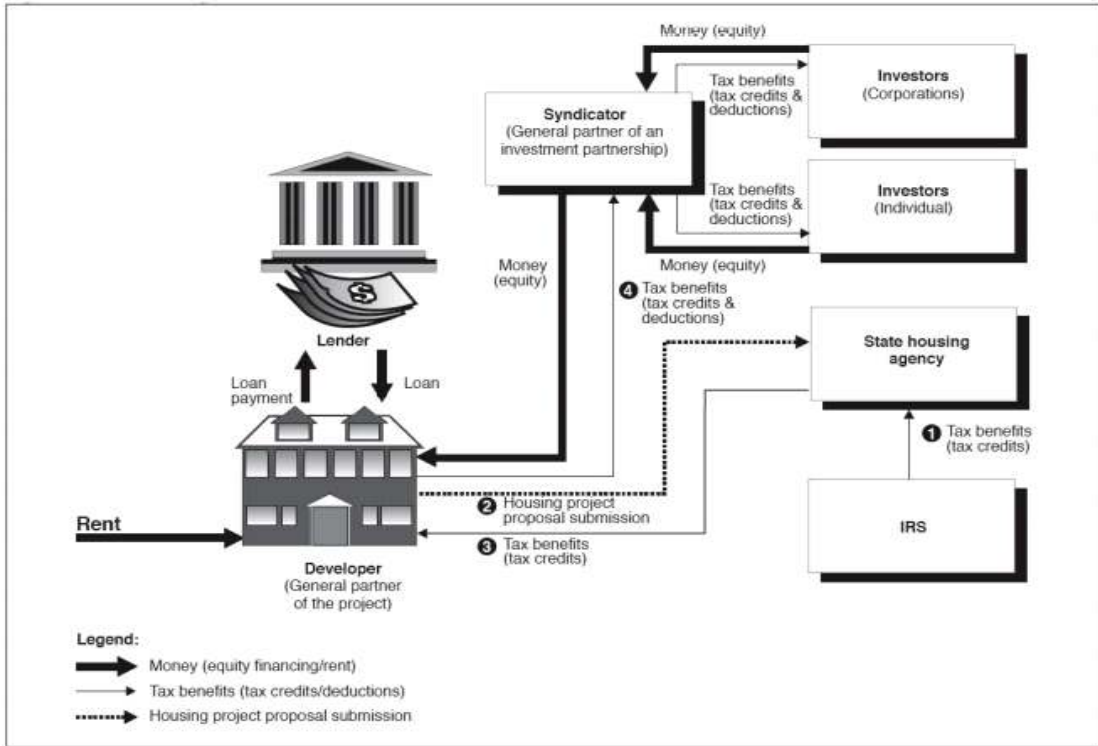 Money (equity)
Tax benefits
(tax credits &
deductions)
Investors
(Corporations)
Syndicator
(General partner of an
investment partnership)
Tax benefits
(tax credits &
deductions)
Investors
(Individual)
Money (equity)
Money
(equity)
4 Tax benefits
(tax credits &
deductions)
$
Lender
State housing
agency
Loan
payment
Loan
1 Tax benefits
(tax credits)
2 Housing project
proposal submission
IRS
Rent
3 Tax benefits
(tax credits)
Developer
(General partner
of the project)
Legend:
Money (equity financing/rent)
Tax benefits (tax credits/deductions)
Housing project proposal submission